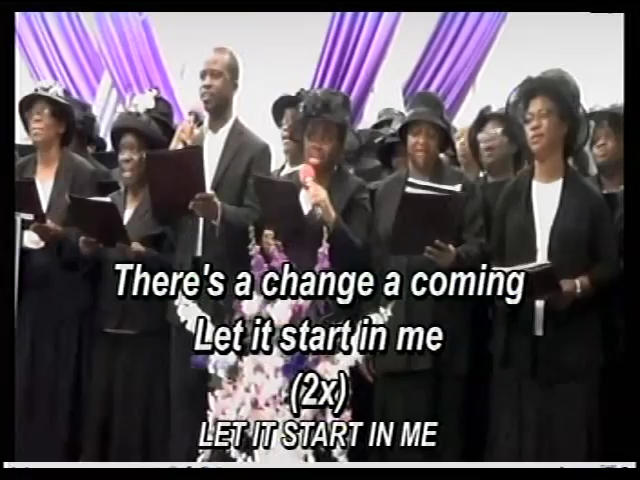 There's a change a coming
Let it start in me
(2x)
LET IT START IN ME